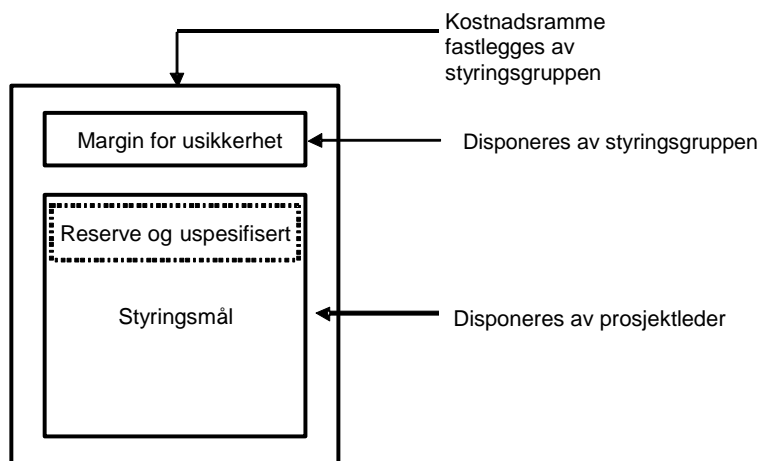 Kostnadsramme
fastlegges av
styringsgruppen
Margin for usikkerhet
Disponeres av styringsgruppen
Reserve og uspesifisert
Styringsmål
Disponeres av prosjektleder